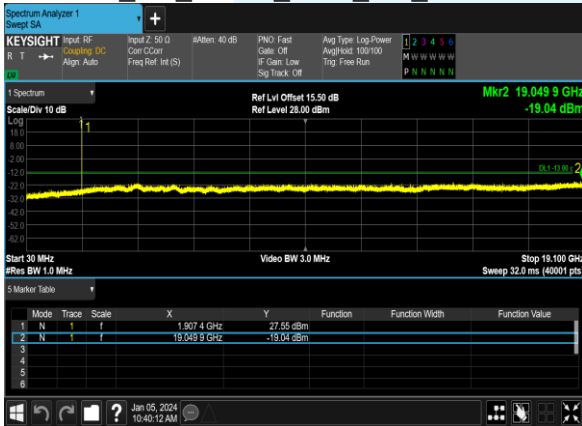 Spectrum Analyzer 1
Swept SA
+
KEYSIGHT Input: RF Input Z: 50 Ω #Atten: 40 dB PNO: Fast Avg Type: Log-Power 1 2 3 4 5 6
R T Coupling: DC Corr CCorr Gate: Off Avg|Hold: 100/100 M W W W W W
Align: Auto Freq Ref: Int (S) IF Gain: Low Trig: Free Run
LXI Sig Track: Off P N N N N N
1 Spectrum Ref Lvl Offset 15.50 dB Mkr2 19.049 9 GHz
Scale/Div 10 dB Ref Level 28.00 dBm -19.04 dBm
Log
1
18.0
8.00
-2.00
-12.0 DL1 -13.00 2
-22.0
-32.0
-42.0
-52.0
-62.0
Start 30 MHz Video BW 3.0 MHz Stop 19.100 GHz
#Res BW 1.0 MHz Sweep 32.0 ms (40001 pts
5 Marker Table
Mode Trace Scale X Y Function Function Width Function Value
1 N 1 f 1.907 4 GHz 27.55 dBm
2 N 1 f 19.049 9 GHz -19.04 dBm
3
4
5
6
? Jan 05, 2024
10:40:12 AM